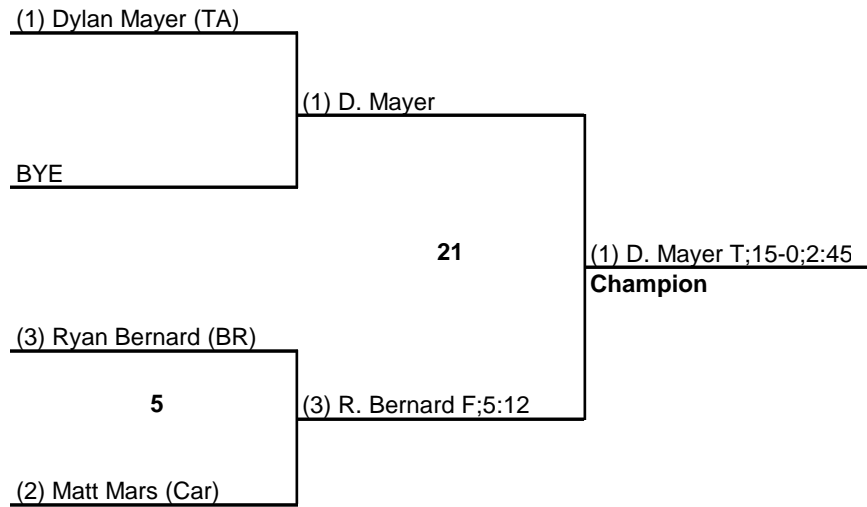 (1) Dylan Mayer (TA)
(1) D. Mayer
BYE
21
(1) D. Mayer T;15-0;2:45
Champion
(3) Ryan Bernard (BR)
5
(3) R. Bernard F;5:12
(2) Matt Mars (Car)